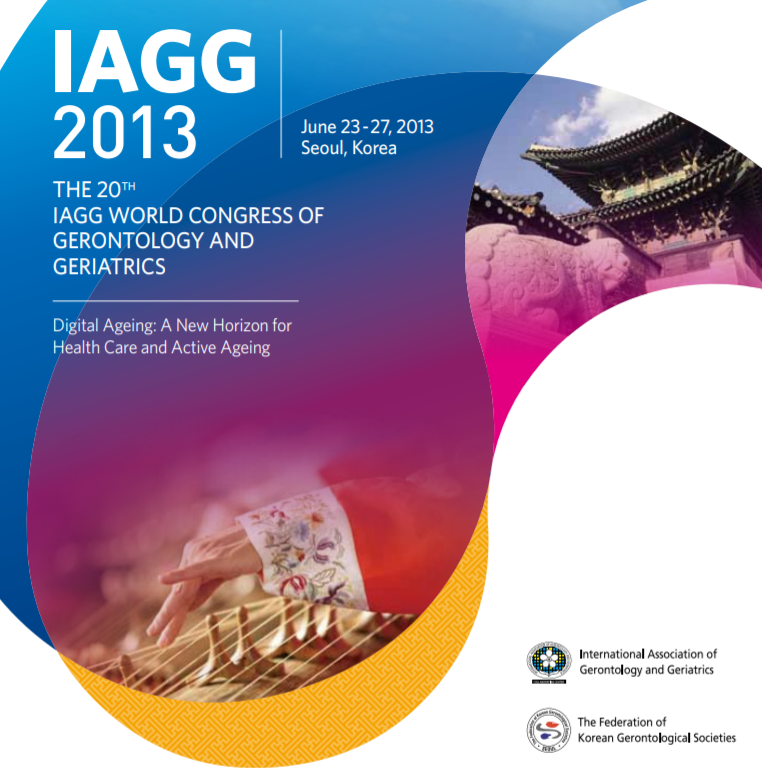 IAGG
2013
June 23-27, 2013
Seoul, Korea
THE 20TH
IAGG WORLD CONGRESS OF
GERONTOLOGY AND
GERIATRICS
Digital Ageing: A New Horizon for
Health Care and Active Ageing
International Association of
Gerontology and Geriatrics
The Federation of
Korean Gerontological Societies